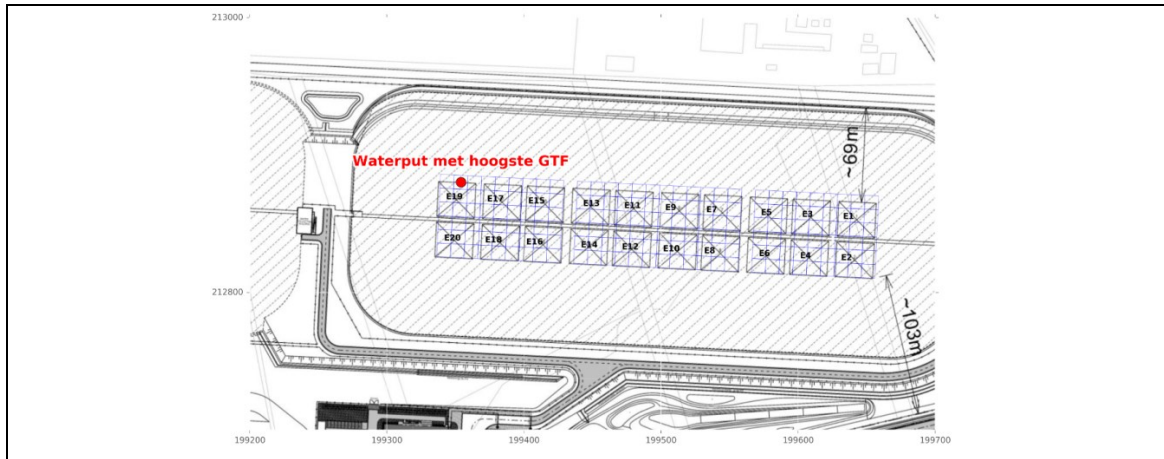 213000
~69m
Waterput met hoogste GTF
E19 E17 E15 E13 E11 E9 E7 E5 E3 E1
E20 E18 E16 E14 E12 E10 E8 E6 E4 E2
212800
~103m
199200 199300 199400 199500 199600 199700